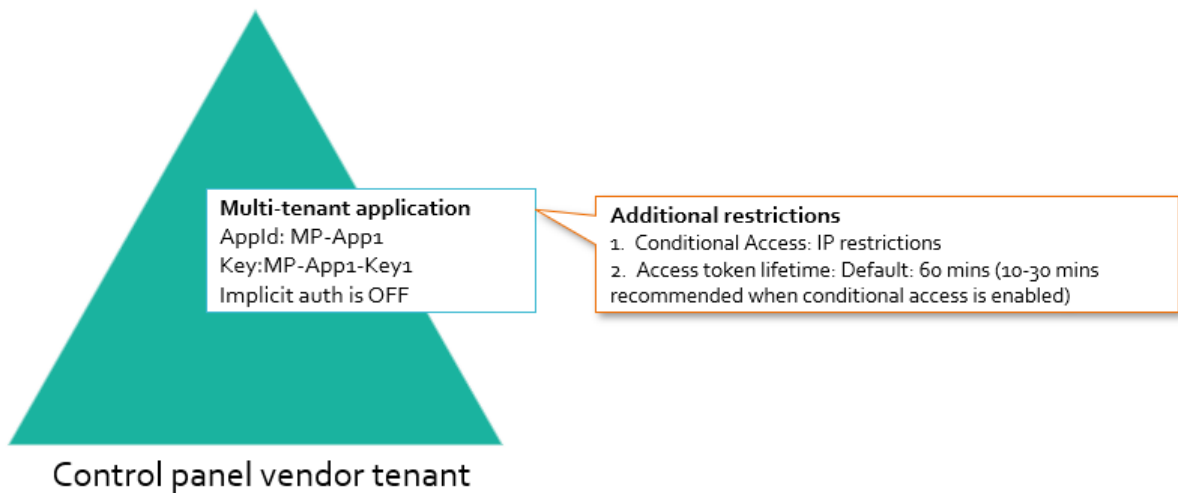 Multi-tenant application
AppId: MP-App1
Key:MP-App1-Key1
Implicit auth is OFF
Additional restrictions
1. Conditional Access: IP restrictions
2. Access token lifetime: Default: 60 mins (10-30 mins
recommended when conditional access is enabled)
Control panel vendor tenant